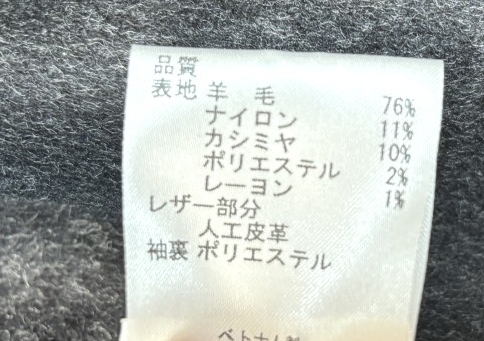 品質
表地 羊 毛 76%
ナイロン 11%
カシミヤ 10%
ポリエステル 2%
レーヨン 1%
レザー部分
人工皮革
袖裏 ポリエステル